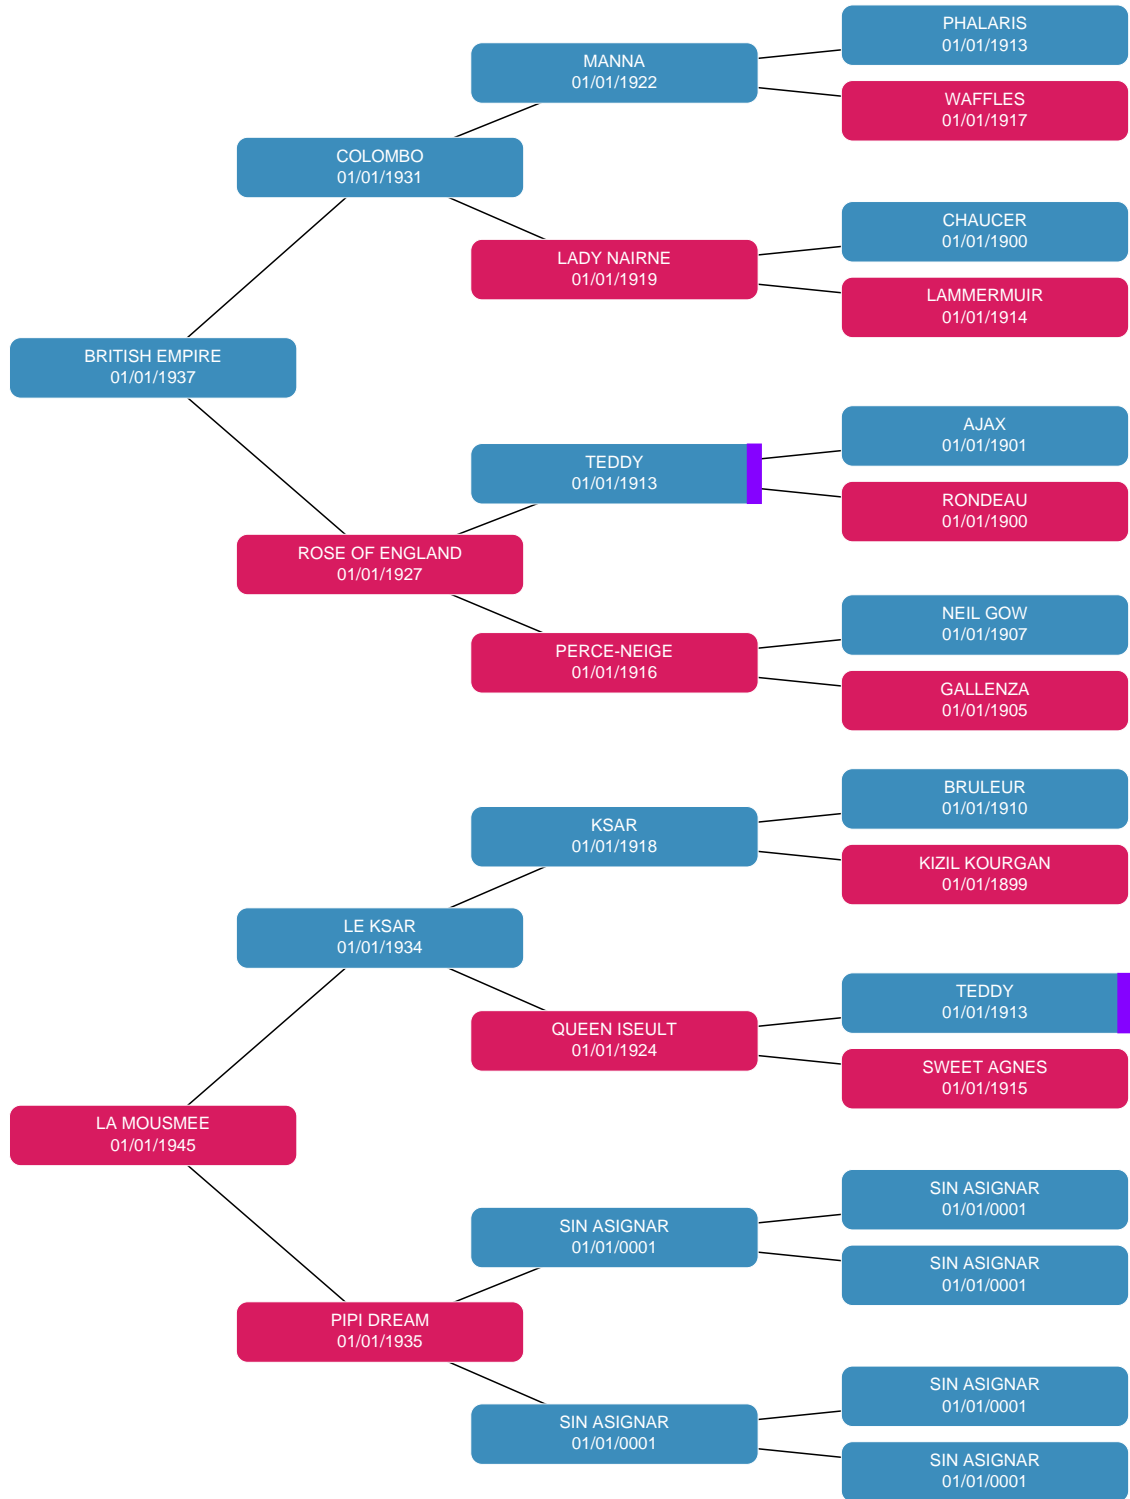 PHALARIS
01/01/1913
MANNA
01/01/1922
WAFFLES
01/01/1917
COLOMBO
01/01/1931
CHAUCER
01/01/1900
LADY NAIRNE
01/01/1919
LAMMERMUIR
01/01/1914
BRITISH EMPIRE
01/01/1937
AJAX
01/01/1901
TEDDY
01/01/1913
RONDEAU
01/01/1900
ROSE OF ENGLAND
01/01/1927
NEIL GOW
01/01/1907
PERCE-NEIGE
01/01/1916
GALLENZA
01/01/1905
BRULEUR
01/01/1910
KSAR
01/01/1918
KIZIL KOURGAN
01/01/1899
LE KSAR
01/01/1934
TEDDY
01/01/1913
QUEEN ISEULT
01/01/1924
SWEET AGNES
01/01/1915
LA MOUSMEE
01/01/1945
SIN ASIGNAR
01/01/0001
SIN ASIGNAR
01/01/0001
SIN ASIGNAR
01/01/0001
PIPI DREAM
01/01/1935
SIN ASIGNAR
01/01/0001
SIN ASIGNAR
01/01/0001
SIN ASIGNAR
01/01/0001